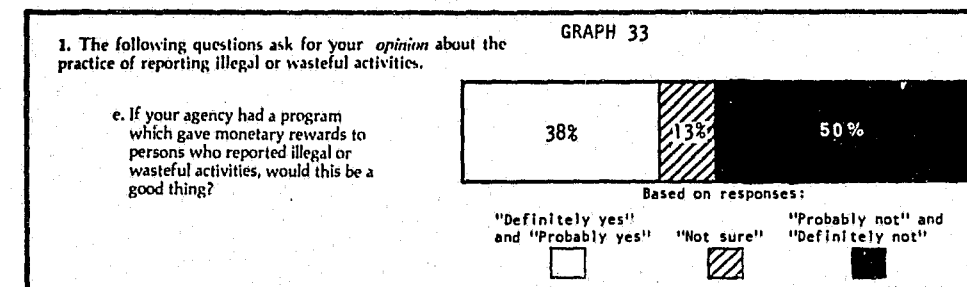 GRAPH 33
1. The following questions ask for your opinion about the
practice of reporting illegal or wasteful activities.
e. If your agency had a program
which gave monetary rewards to
persons who reported illegal or
wasteful activities, would this be a
good thing?
38%
13%
50%
Based on responses:
"Definitely yes"
and "Probably yes"
"Not sure"
"Probably not" and
"Definitely not"